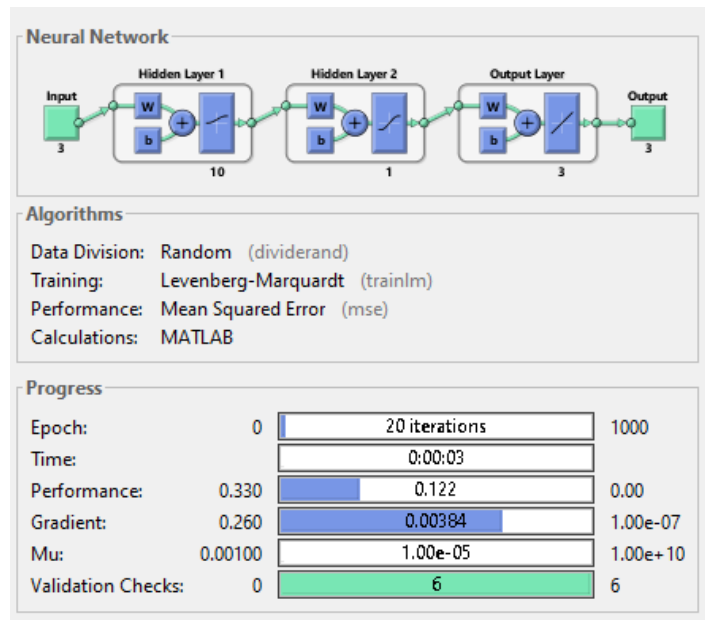 Neural Network
Hidden Layer 1
Hidden Layer 2
Output Layer
Input
Output
W
b
W
b
W
b
3
10
1
3
3
Algorithms
Data Division: Random (dividerand)
Training: Levenberg-Marquardt (trainlm)
Performance: Mean Squared Error (mse)
Calculations: MATLAB
Progress
Epoch: 0 20 iterations 1000
Time: 0:00:03
Performance: 0.330 0.122 0.00
Gradient: 0.260 0.00384 1.00e-07
Mu: 0.00100 1.00e-05 1.00e+10
Validation Checks: 0 6 6